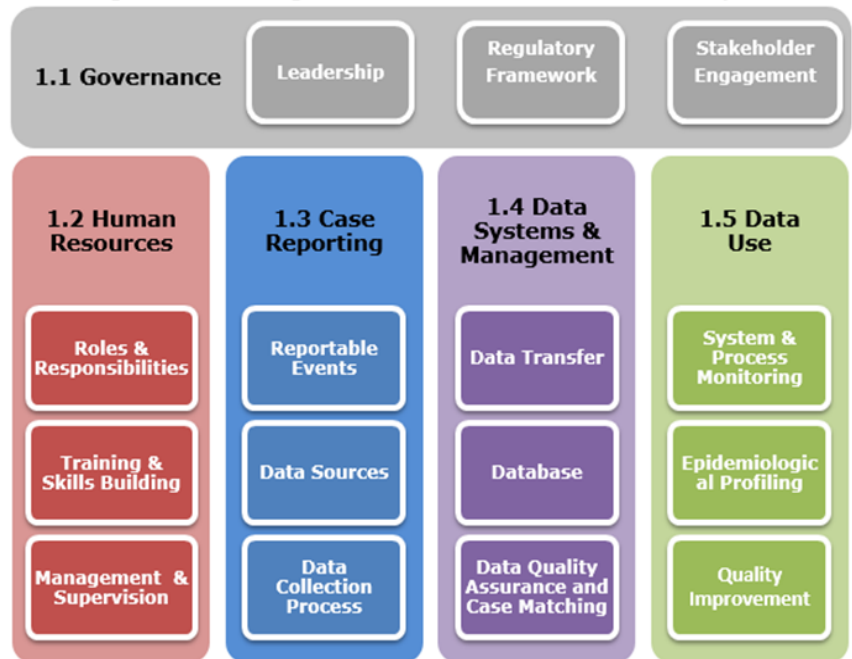 1.1 Governance
Leadership
Regulatory
Framework
Stakeholder
Engagement
1.2 Human
Resources
Roles &
Responsibilities
Training &
Skills Building
Management &
Supervision
1.3 Case
Reporting
Reportable
Events
Data Sources
Data
Collection
Process
1.4 Data
Systems &
Management
Data Transfer
Database
Data Quality
Assurance and
Case Matching
1.5 Data
Use
System &
Process
Monitoring
Epidemiologic
al Profiling
Quality
Improvement